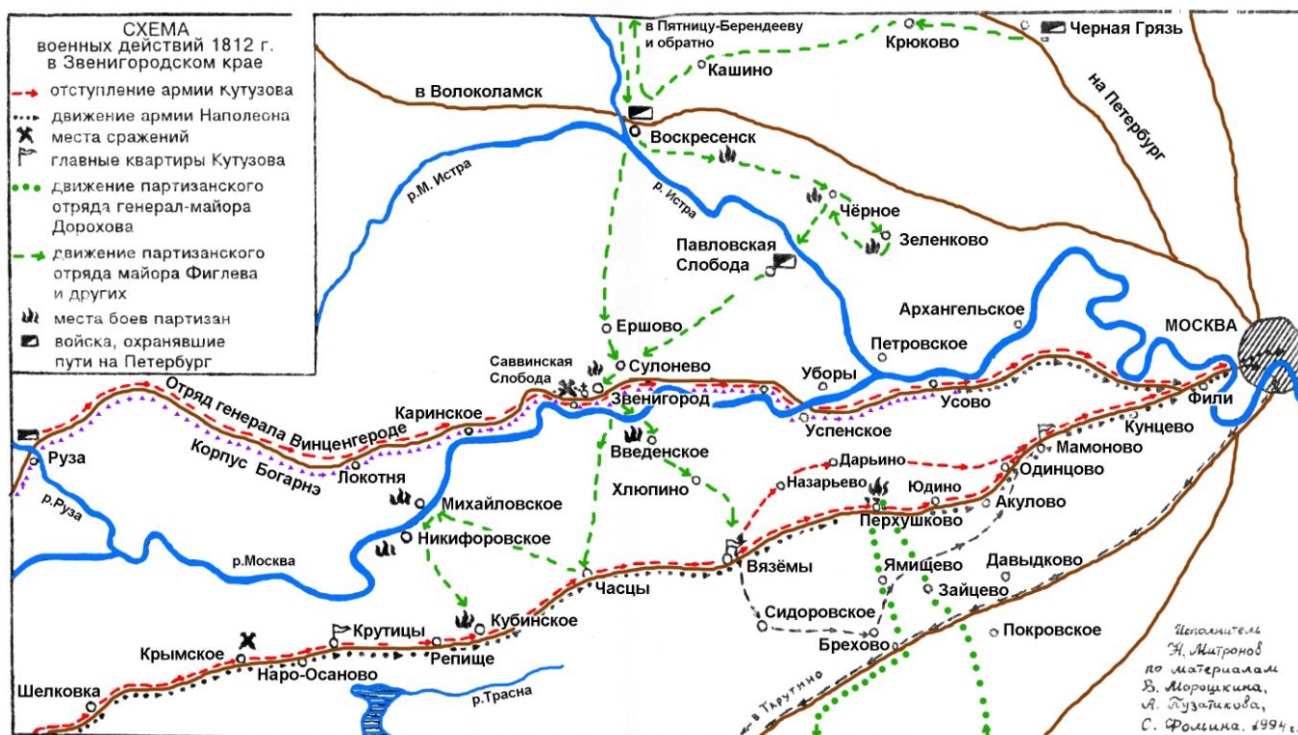 СХЕМА
военных действий 1812 г.
в Звенигородском крае
отступление армии Кутузова
движение армии Наполеона
места сражений
главные квартиры Кутузова
движение партизанского
отряда генерал-майора
Дорохова
движение партизанского
отряда майора Фиглева
и других
места боев партизан
войска, охранявшие
пути на Петербург
в Пятницу-Берендееву
и обратно
Крюково
Черная Грязь
Кашино
в Волоколамск
на Петербург
Воскресенск
р.М. Истра
р. Истра
Чёрное
Зеленково
Павловская
Слобода
Архангельское
МОСКВА
Ершово
Петровское
Саввинская
Слобода
Сулонево
Уборы
Звенигород
Усово
Фили
Отряд генерала Винценгероде
Каринское
Успенское
Кунцево
Корпус Богарнэ
Руза
Локотня
Введенское
Мамоново
Дарьино
Одинцово
Назарьево
Хлюпино
р.Руза
Михайловское
Юдино
Акулово
Перхушково
Никифоровское
р.Москва
Вязёмы
Ямищево
Давыдково
Часцы
Зайцево
Сидоровское
Кубинское
Крутицы
Брехово
Покровское
Крымское
Репище
Наро-Осаново
Шелковка
р.Трасна
в Тарутино
Исполнитель
Н. Митронов
по материалам
В. Морошкина,
А. Пузатикова,
С. Фомина. 1994 г.